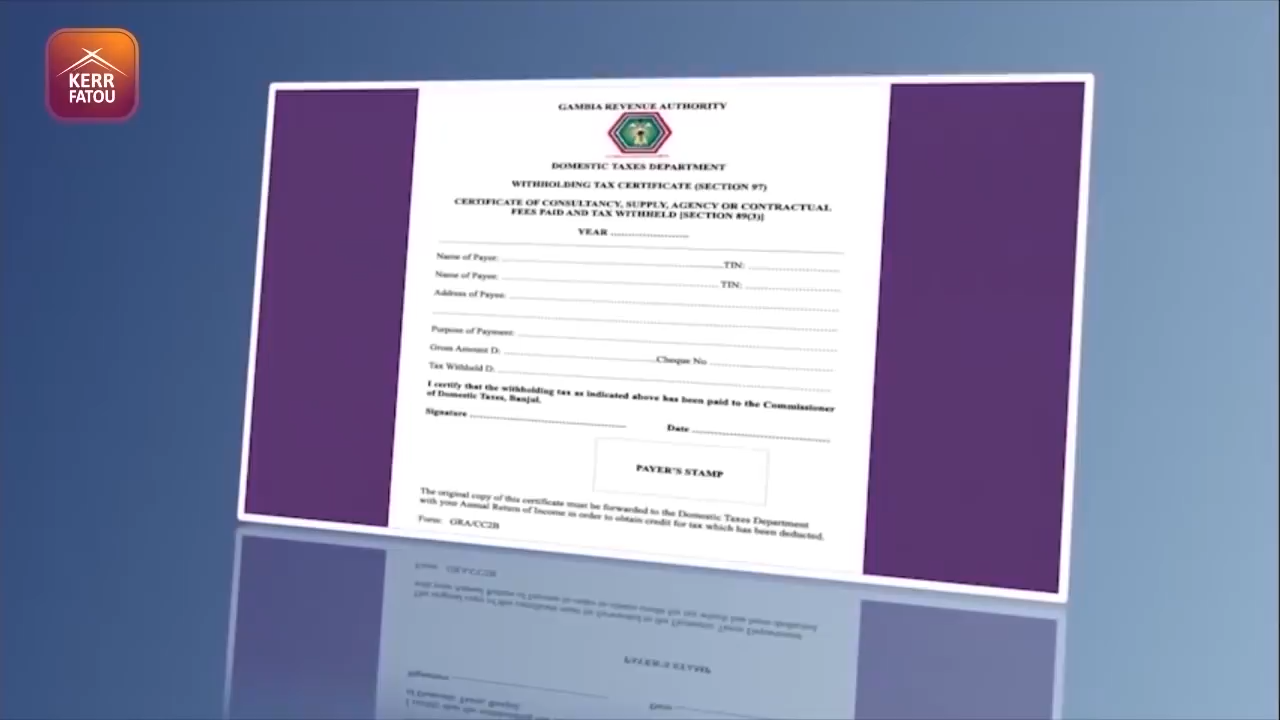 KERR
FATOU
GAMBIA REVENUE AUTHORITY
DOMESTIC TAXES DEPARTMENT
WITHHOLDING TAX CERTIFICATE (SECTION 97)
CERTIFICATE OF CONSULTANCY, SUPPLY, AGENCY OR CONTRACTUAL
FEES PAID AND TAX WITHHELD [SECTION 89(3)]
YEAR ......................
Name of Payer: ........................ TIN: ........................
Name of Payee: ........................ TIN: ........................
Address of Payee: ........................
Purpose of Payment: ........................
Gross Amount D: ........................ Cheque No ........................
Tax Withheld D: ........................
I certify that the withholding tax as indicated above has been paid to the Commissioner
of Domestic Taxes, Banjul.
Signature ........................ Date ........................
PAYER'S STAMP
The original copy of this certificate must be forwarded to the Domestic Taxes Department
with your Annual Return of Income in order to obtain credit for tax which has been deducted.
Form: GRA/CC2B